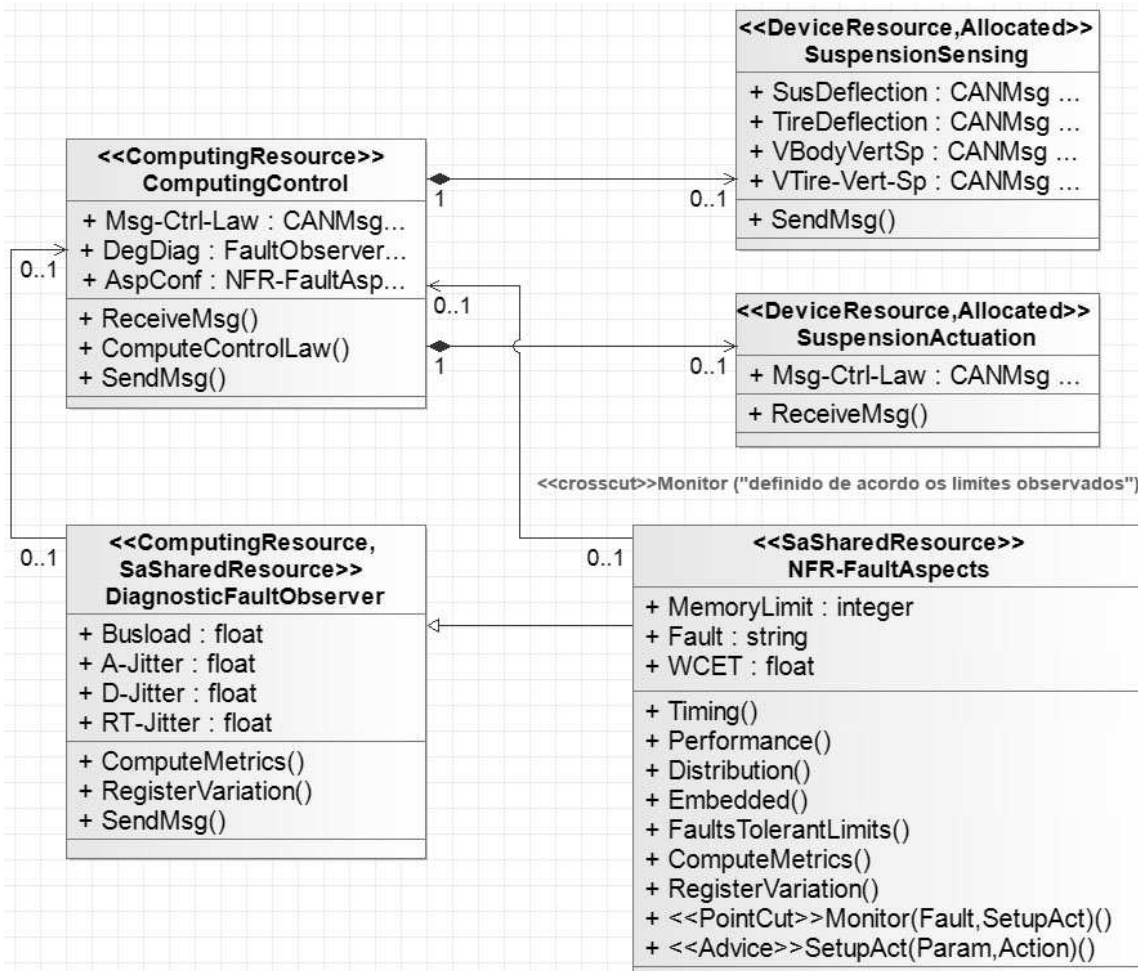 <<DeviceResource,Allocated>>
SuspensionSensing
+ SusDeflection : CANMsg ...
+ TireDeflection : CANMsg ...
+ VBodyVertSp : CANMsg ...
+ VTire-Vert-Sp : CANMsg ...
+ SendMsg()
<<ComputingResource>>
ComputingControl
+ Msg-Ctrl-Law : CANMsg...
+ DegDiag : FaultObserver...
+ AspConf : NFR-FaultAsp...
+ ReceiveMsg()
+ ComputeControlLaw()
+ SendMsg()
1
0..1
0..1
0..1
1
0..1
<<DeviceResource,Allocated>>
SuspensionActuation
+ Msg-Ctrl-Law : CANMsg ...
+ ReceiveMsg()
<<crosscut>>Monitor ("definido de acordo os limites observados")
0..1
<<ComputingResource,
SaSharedResource>>
DiagnosticFaultObserver
+ Busload : float
+ A-Jitter : float
+ D-Jitter : float
+ RT-Jitter : float
+ ComputeMetrics()
+ RegisterVariation()
+ SendMsg()
0..1
<<SaSharedResource>>
NFR-FaultAspects
+ MemoryLimit : integer
+ Fault : string
+ WCET : float
+ Timing()
+ Performance()
+ Distribution()
+ Embedded()
+ FaultsTolerantLimits()
+ ComputeMetrics()
+ RegisterVariation()
+ <<PointCut>>Monitor(Fault,SetupAct)()
+ <<Advice>>SetupAct(Param,Action)()